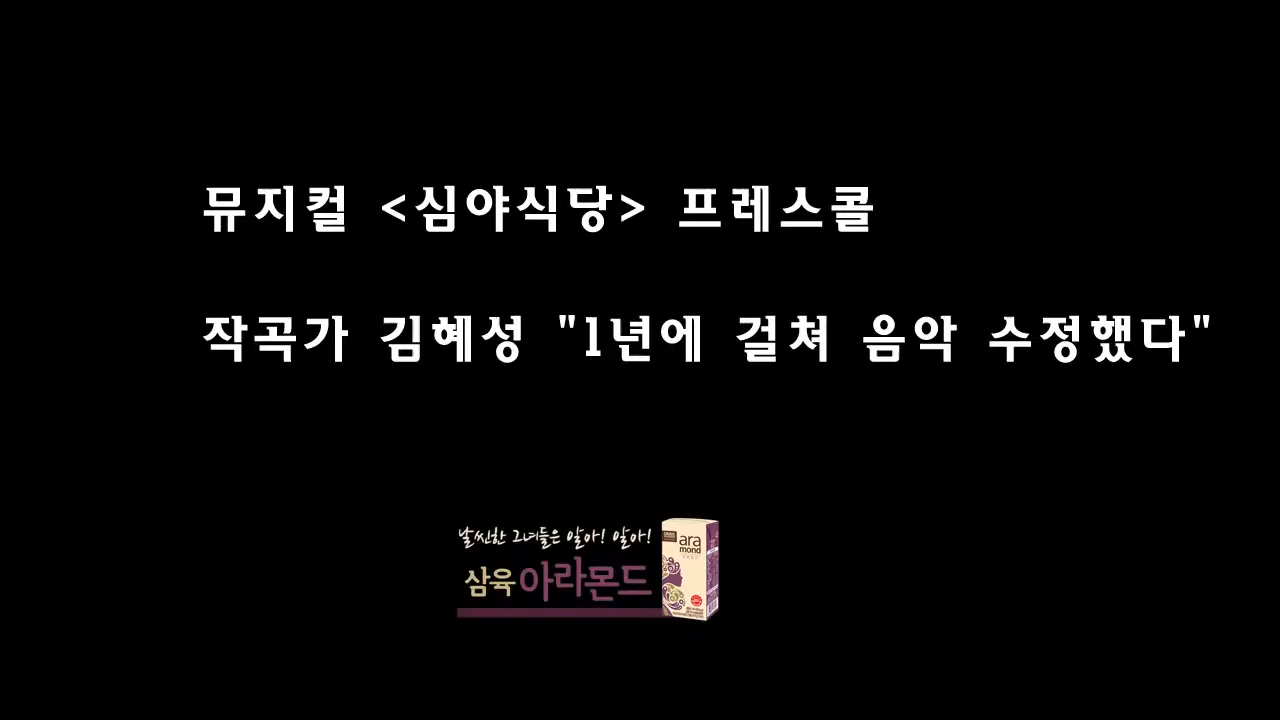 뮤지컬 <심야식당> 프레스콜
작곡가 김혜성 "1년에 걸쳐 음악 수정했다"
날씬한 그녀들은 알아! 알아!
삼육 아라몬드
ara
mond